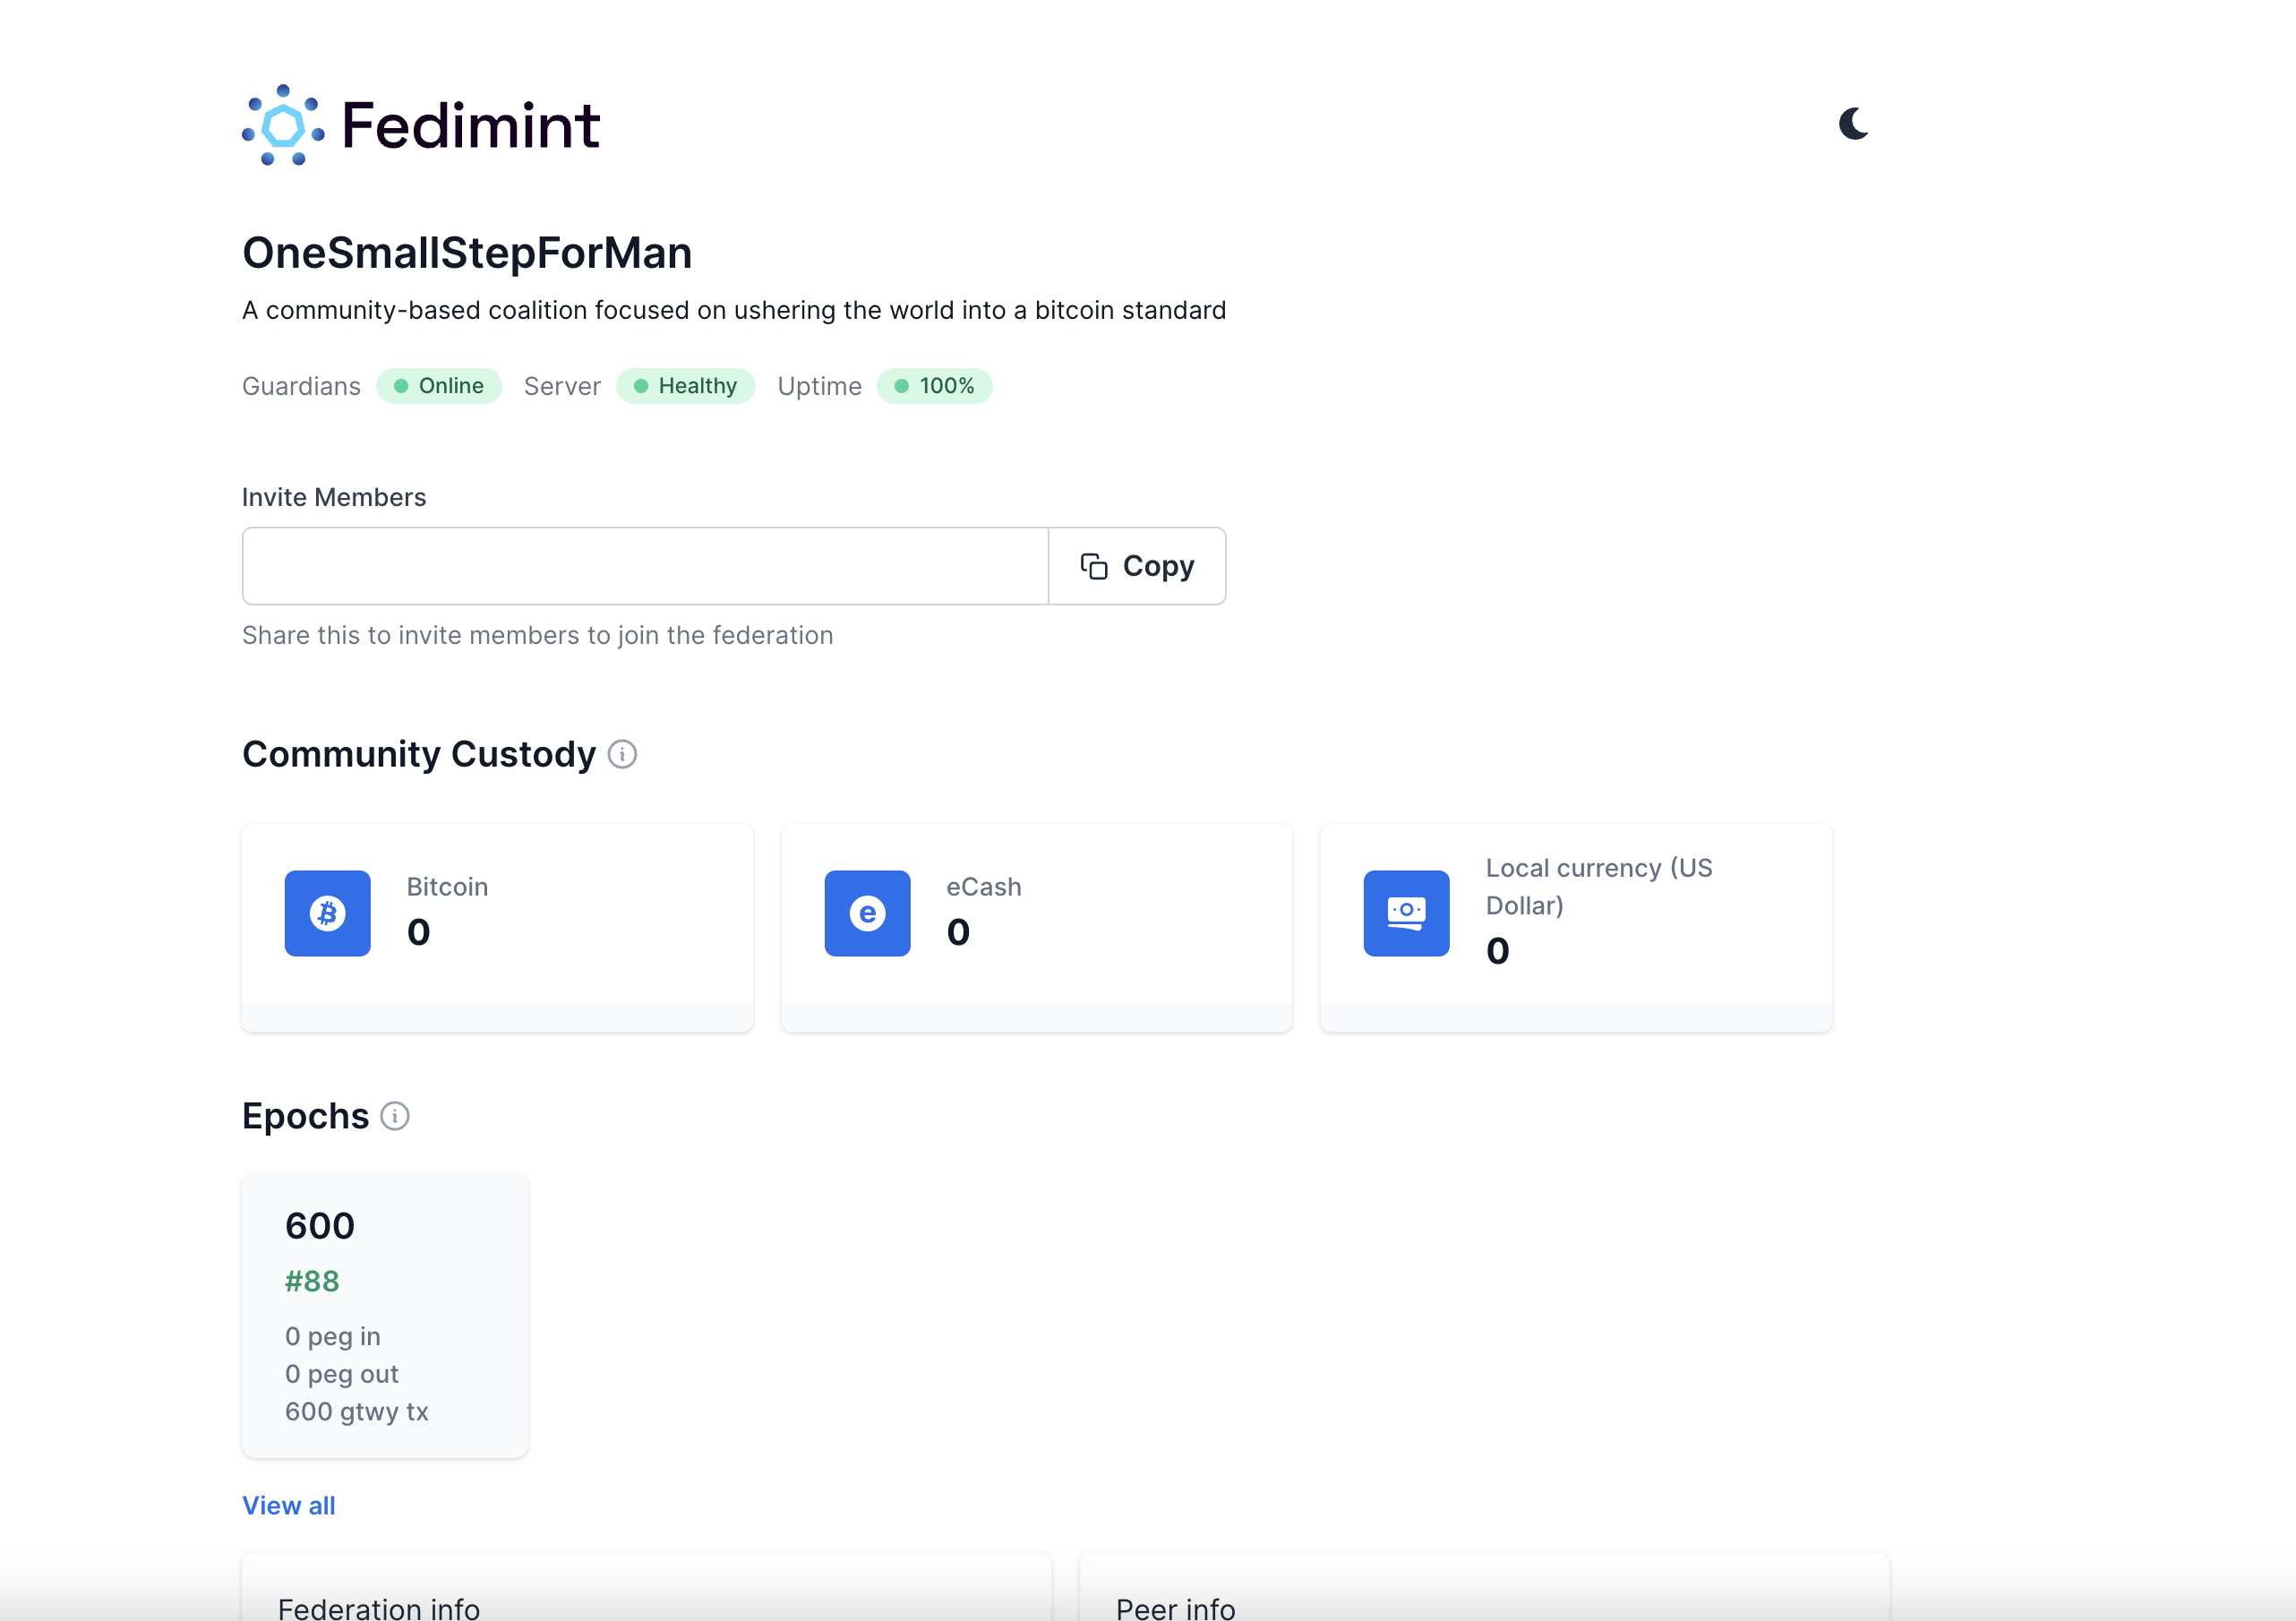 Fedimint
OneSmallStepForMan
A community-based coalition focused on ushering the world into a bitcoin standard
Guardians Online Server Healthy Uptime 100%
Invite Members
Copy
Share this to invite members to join the federation
Community Custody
Bitcoin
0
eCash
0
Local currency (US
Dollar)
0
Epochs
600
#88
0 peg in
0 peg out
600 gtwy tx
View all
Federation info
Peer info